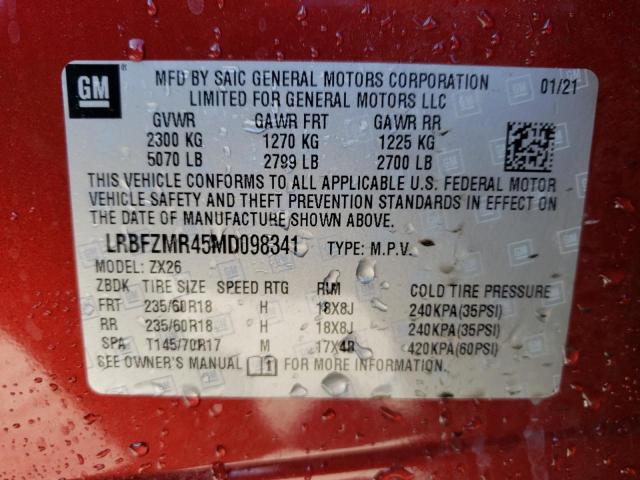 GM
MFD BY SAIC GENERAL MOTORS CORPORATION 01/21
LIMITED FOR GENERAL MOTORS LLC
GVWR GAWR FRT GAWR RR
2300 KG 1270 KG 1225 KG
5070 LB 2799 LB 2700 LB
THIS VEHICLE CONFORMS TO ALL APPLICABLE U.S. FEDERAL MOTOR
VEHICLE SAFETY AND THEFT PREVENTION STANDARDS IN EFFECT ON
THE DATE OF MANUFACTURE SHOWN ABOVE.
LRBFZMR45MD098341 TYPE: M.P.V.
MODEL: ZX26
ZBDK TIRE SIZE SPEED RTG RIM COLD TIRE PRESSURE
FRT 235/60R18 H 18X8J 240KPA(35PSI)
RR 235/60R18 H 18X8J 240KPA(35PSI)
SPA T145/70R17 M 17X4R 420KPA(60PSI)
SEE OWNER'S MANUAL FOR MORE INFORMATION